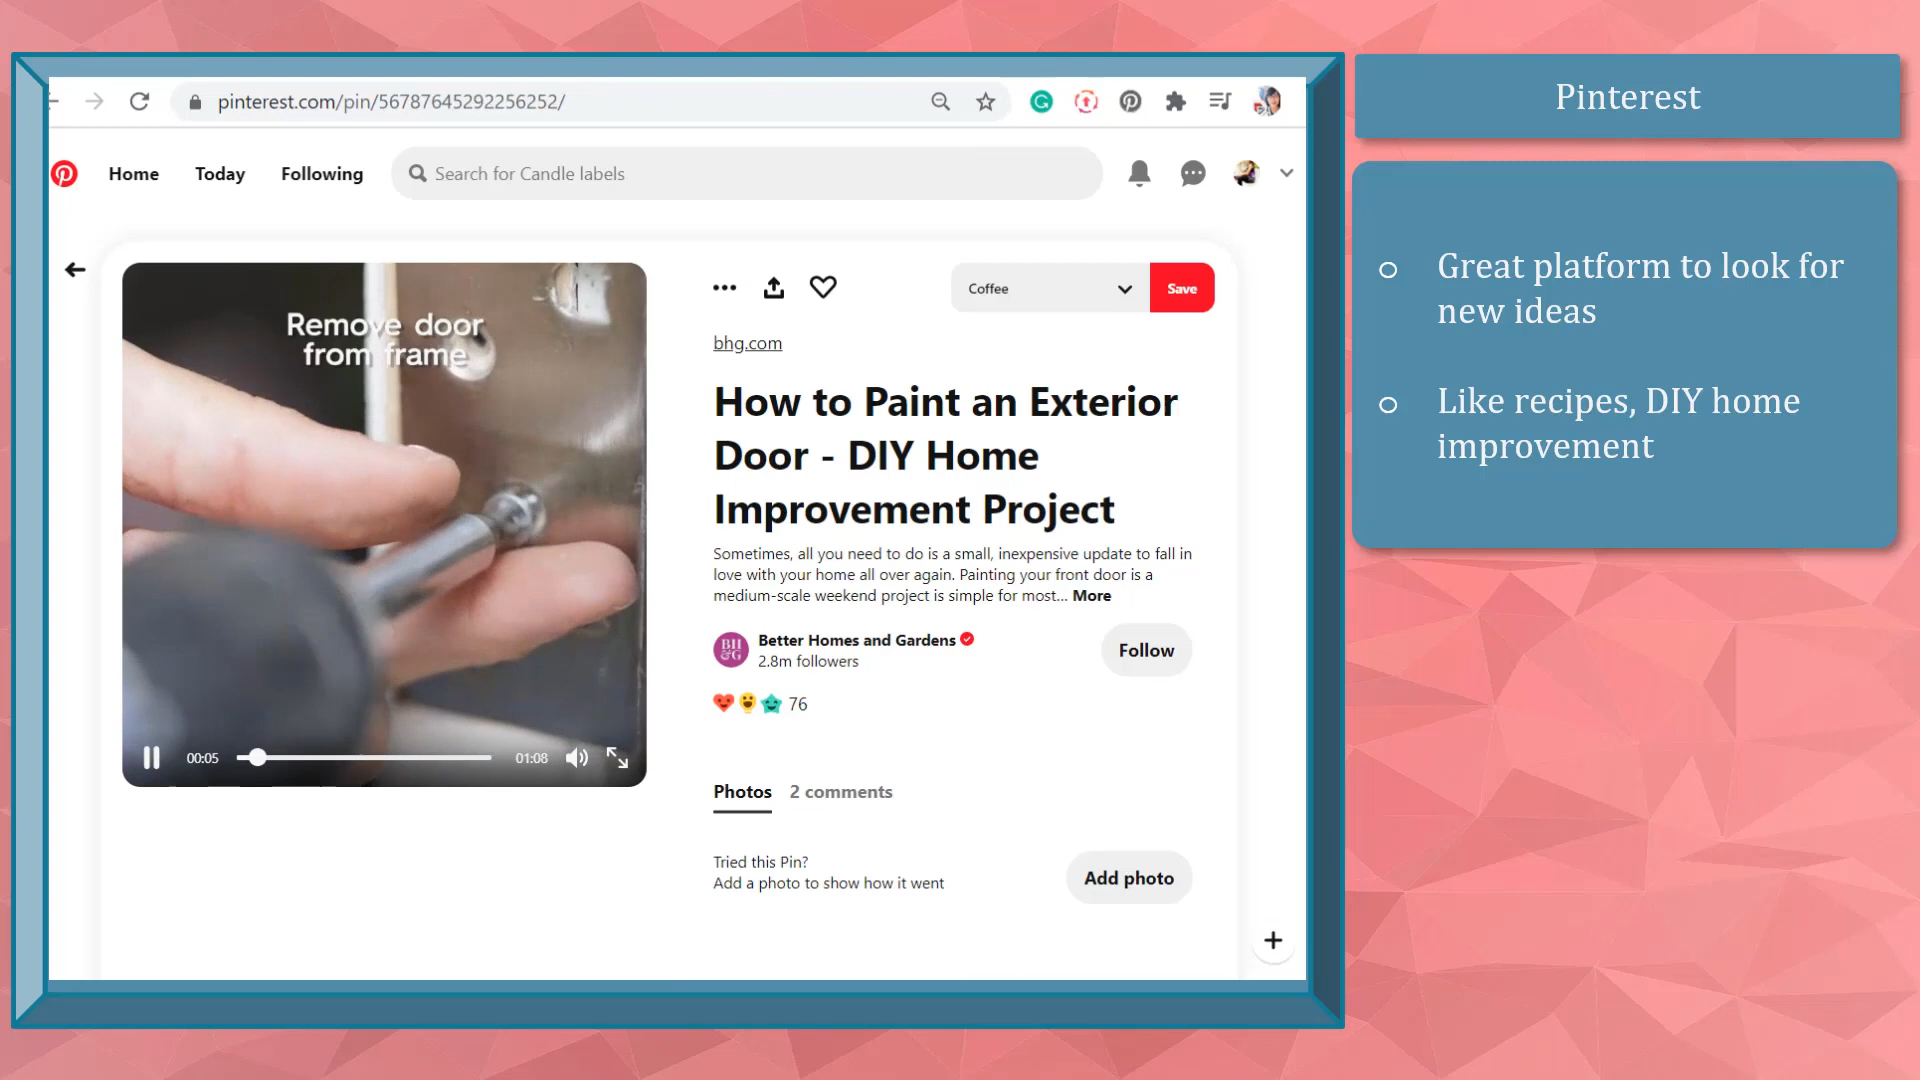 pinterest.com/pin/56787645292256252/
Home Today Following Search for Candle labels
Remove door
from frame
00:05 01:08
Coffee Save
bhg.com
How to Paint an Exterior
Door - DIY Home
Improvement Project
Sometimes, all you need to do is a small, inexpensive update to fall in
love with your home all over again. Painting your front door is a
medium-scale weekend project is simple for most... More
BH
&G
Better Homes and Gardens
2.8m followers
Follow
76
Photos 2 comments
Tried this Pin?
Add a photo to show how it went
Add photo
Pinterest
Great platform to look for
new ideas
Like recipes, DIY home
improvement